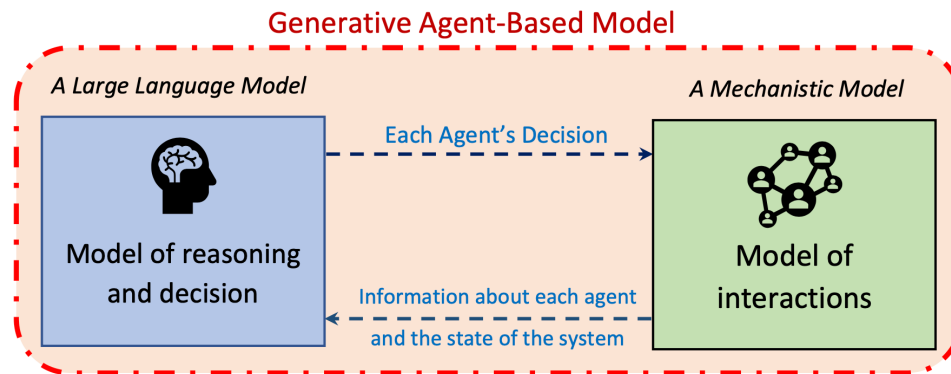 Generative Agent-Based Model
A Large Language Model
A Mechanistic Model
Each Agent's Decision
Model of reasoning
and decision
Model of
interactions
Information about each agent
and the state of the system